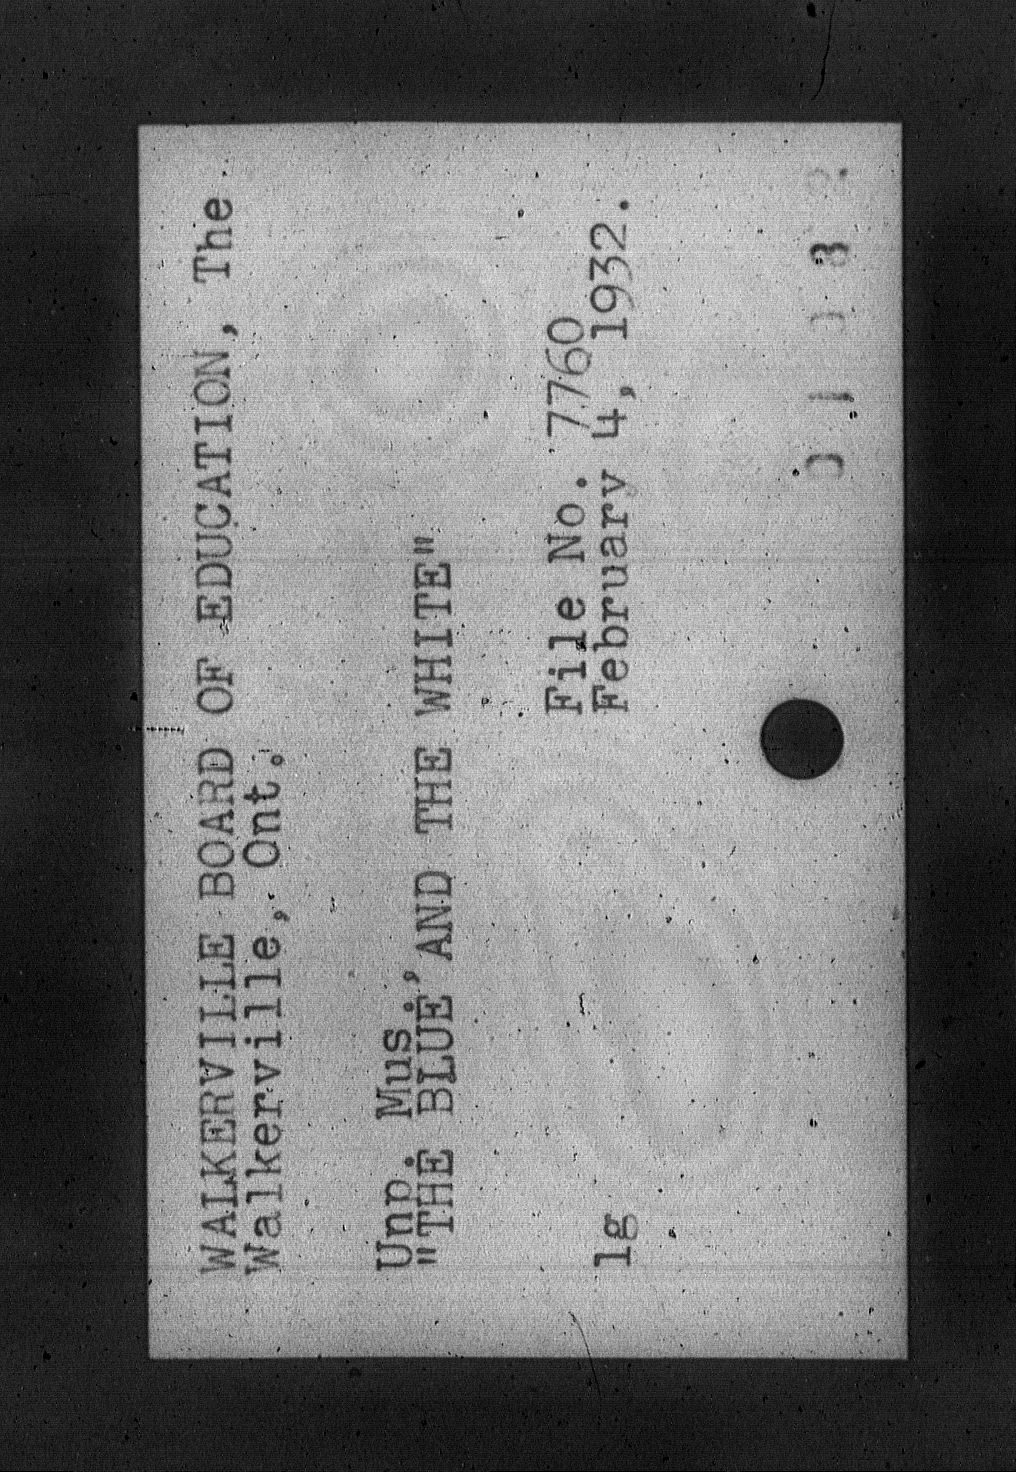 WALKERVILLE BOARD OF EDUCATION, The
Walkerville, Ont.
Unp. Mus.
"THE BLUE, AND THE WHITE"
File No. 7760
lg February 4, 1932.